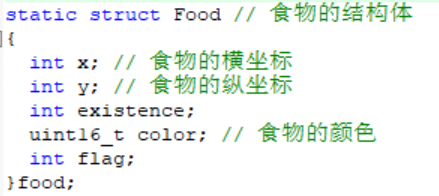 static struct Food // 食物的结构体
{
int x; // 食物的横坐标
int y; // 食物的纵坐标
int existence;
uint16_t color; // 食物的颜色
int flag;
}food;